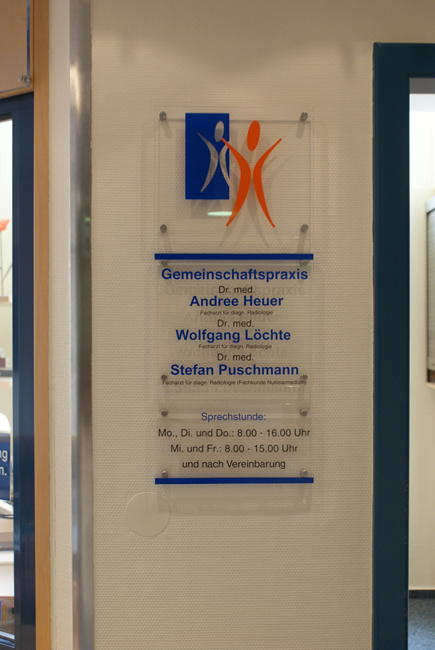 Gemeinschaftspraxis
Dr. med.
Andree Heuer
Facharzt für diagn. Radiologie
Dr. med.
Wolfgang Löchte
Facharzt für diagn. Radiologie
Dr. med.
Stefan Puschmann
Facharzt für diagn. Radiologie (Fachkunde Nuklearmedizin)
Sprechstunde:
Mo., Di. und Do.: 8.00 - 16.00 Uhr
Mi. und Fr.: 8.00 - 15.00 Uhr
und nach Vereinbarung